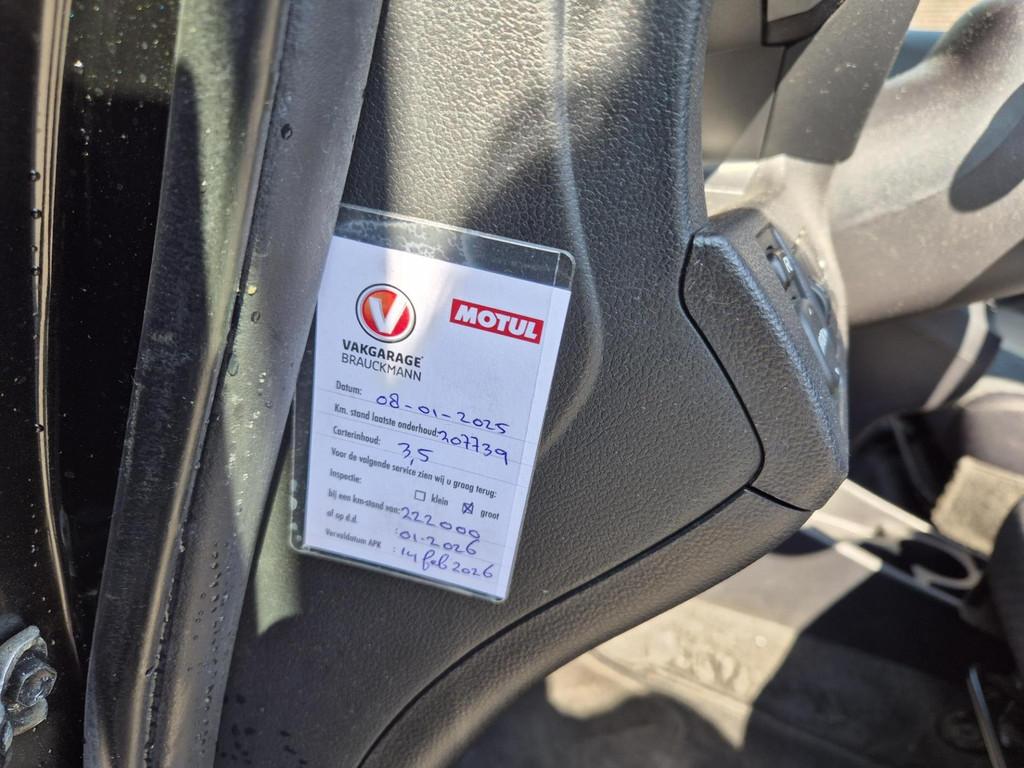 V
VAKGARAGE
BRAUCKMANN
MOTUL
Datum: 08-01-2025
Km. stand laatste onderhoud: 207739
Carterinhoud: 3,5
Voor de volgende service zien wij u graag terug:
Inspectie: klein groot
bij een km-stand van: 222000
of op d.d. : 01-2026
Vervaldatum APK : 14 feb 2026